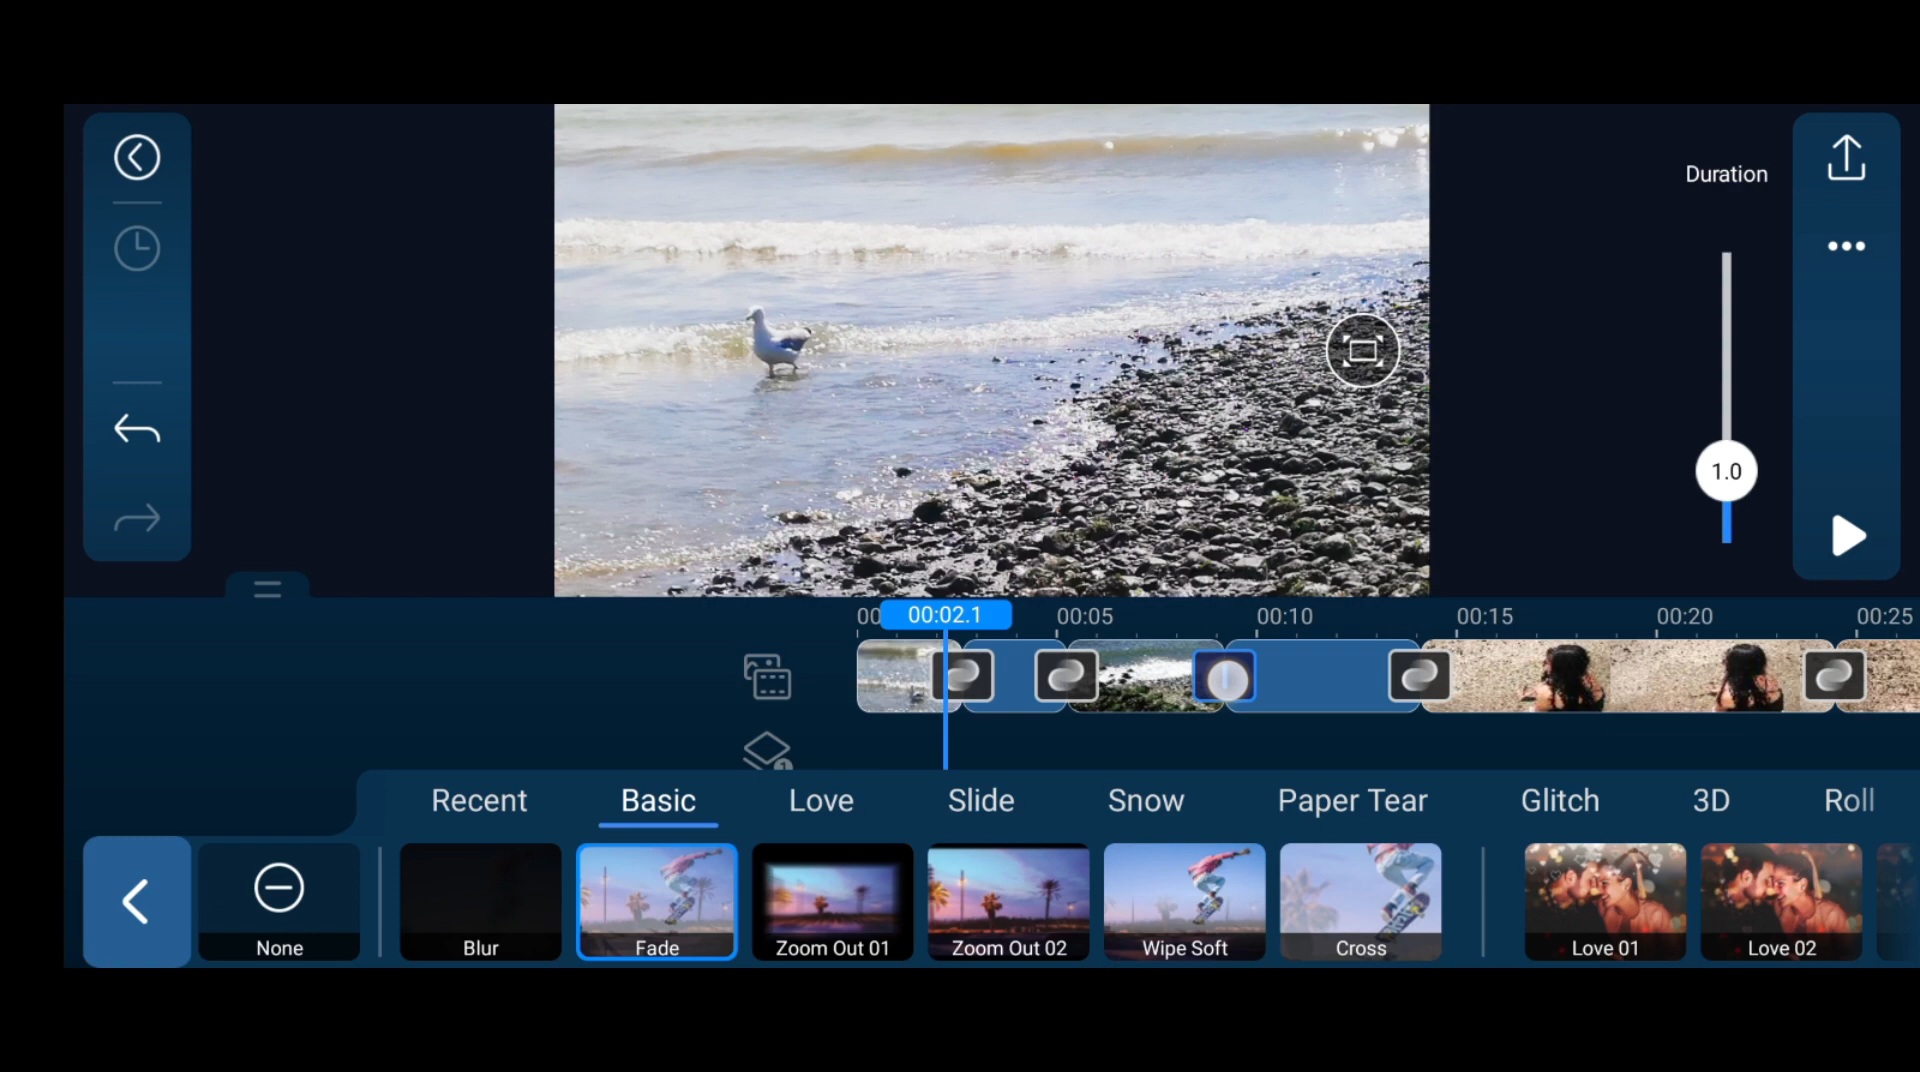 Duration
1.0
00
00:02.1
00:05
00:10
00:15
00:20
00:25
Recent
Basic
Love
Slide
Snow
Paper Tear
Glitch
3D
Roll
None
Blur
Fade
Zoom Out 01
Zoom Out 02
Wipe Soft
Cross
Love 01
Love 02